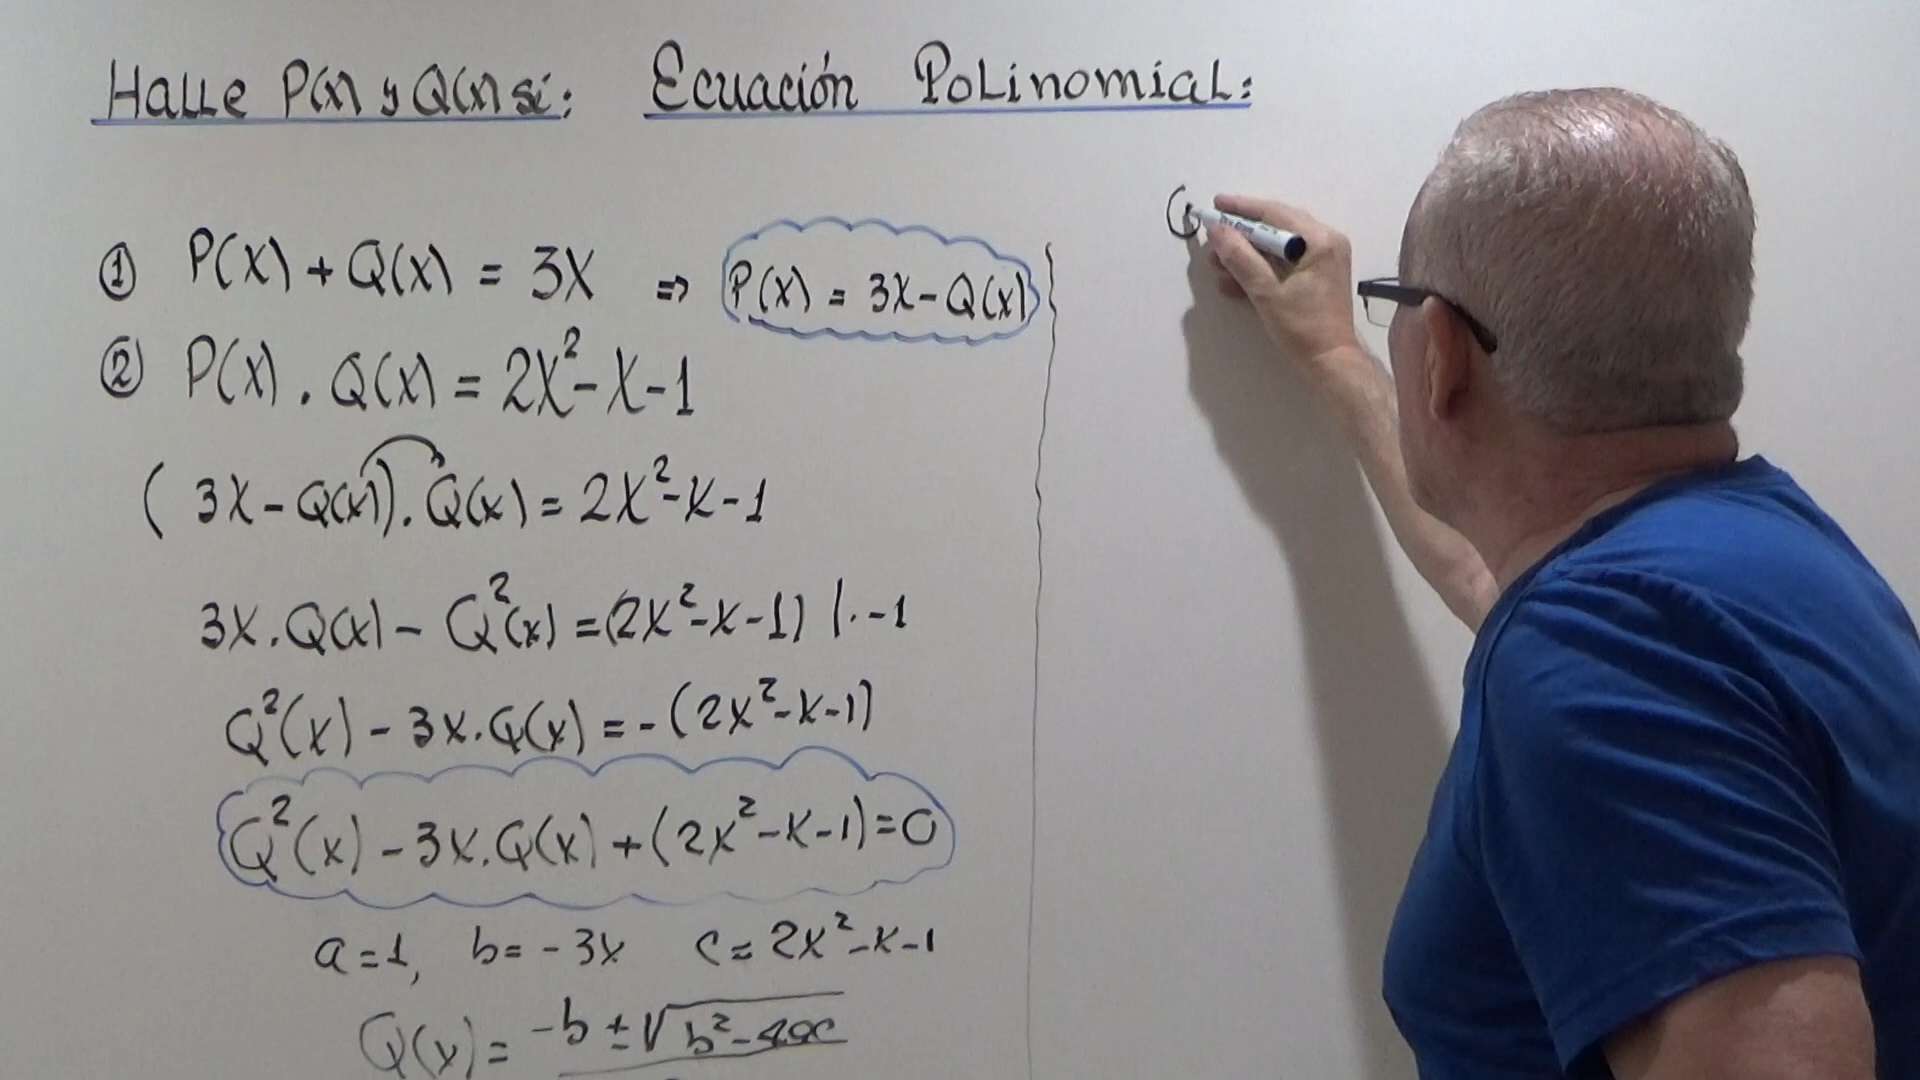 Halle P(x) y Q(x) si: Ecuación Polinomial:
① P(x) + Q(x) = 3x ⇒ P(x) = 3x - Q(x)
② P(x) . Q(x) = 2x² - x - 1
(3x - Q(x)) . Q(x) = 2x² - x - 1
3x . Q(x) - Q²(x) = (2x² - x - 1) / . -1
Q²(x) - 3x . Q(x) = - (2x² - x - 1)
Q²(x) - 3x . Q(x) + (2x² - x - 1) = 0
a = 1, b = - 3x c = 2x² - x - 1
Q(x) = -b ± √b² - 4ac